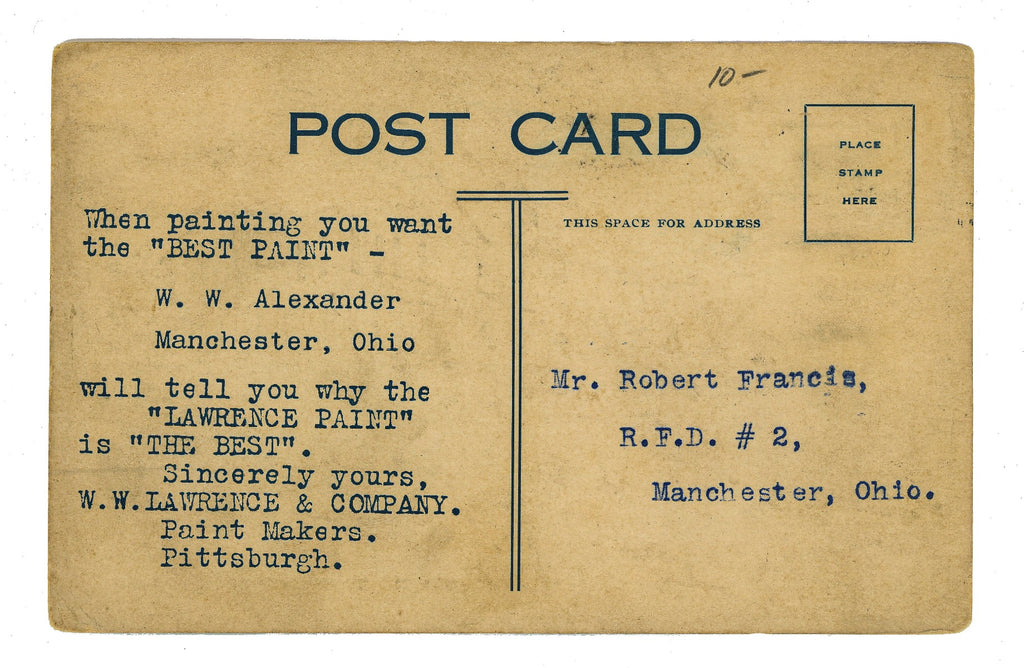 10-
POST CARD
PLACE
STAMP
HERE
THIS SPACE FOR ADDRESS
When painting you want
the "BEST PAINT" -
W. W. Alexander
Manchester, Ohio
will tell you why the
"LAWRENCE PAINT"
is "THE BEST".
Sincerely yours,
W.W.LAWRENCE & COMPANY.
Paint Makers.
Pittsburgh.
Mr. Robert Francis,
R.F.D. # 2,
Manchester, Ohio.